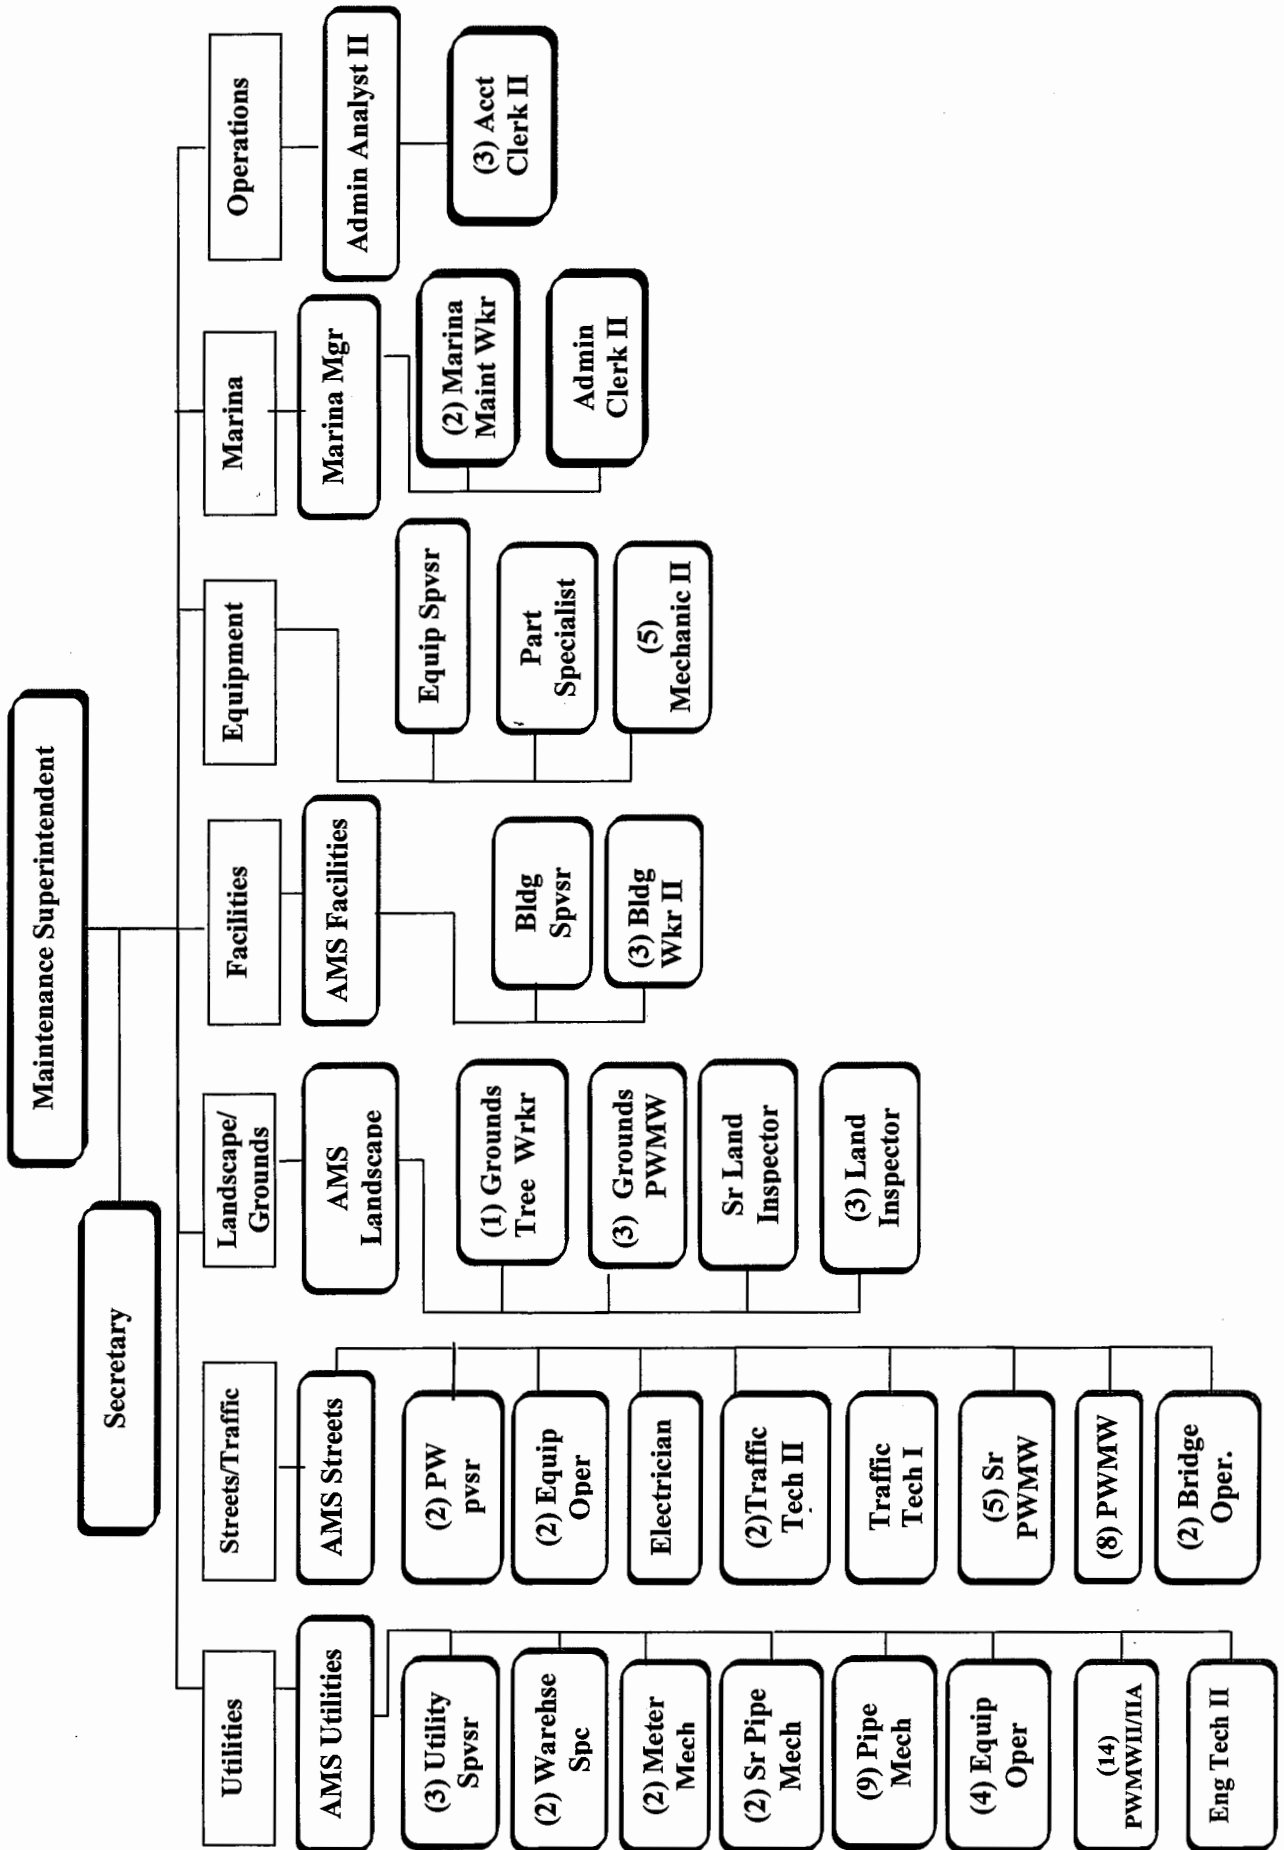 Maintenance Superintendent
Secretary
Utilities
AMS Utilities
(3) Utility
Spvsr
(2) Warehse
Spc
(2) Meter
Mech
(2) Sr Pipe
Mech
(9) Pipe
Mech
(4) Equip
Oper
(14)
PWMWII/IIA
Eng Tech II
Streets/Traffic
AMS Streets
(2) PW
pvsr
(2) Equip
Oper
Electrician
(2)Traffic
Tech II
Traffic
Tech I
(5) Sr
PWMW
(8) PWMW
(2) Bridge
Oper.
Landscape/
Grounds
AMS
Landscape
(1) Grounds
Tree Wrkr
(3) Grounds
PWMW
Sr Land
Inspector
(3) Land
Inspector
Facilities
AMS Facilities
Bldg
Spvsr
(3) Bldg
Wkr II
Equipment
Equip Spvsr
Part
Specialist
(5)
Mechanic II
Marina
Marina Mgr
(2) Marina
Maint Wkr
Admin
Clerk II
Operations
Admin Analyst II
(3) Acct
Clerk II